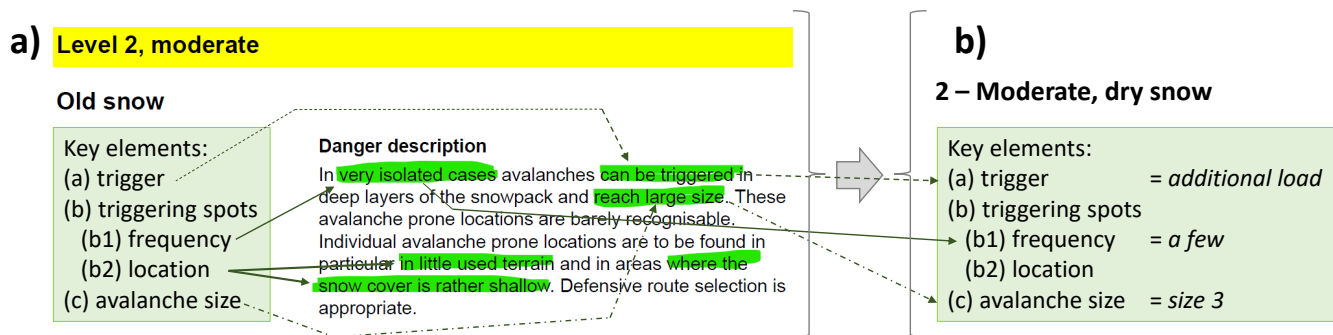 a)
Level 2, moderate
Old snow
Key elements:
(a) trigger
(b) triggering spots
(b1) frequency
(b2) location
(c) avalanche size
Danger description
In very isolated cases avalanches can be triggered in
deep layers of the snowpack and reach large size. These
avalanche prone locations are barely recognisable.
Individual avalanche prone locations are to be found in
particular in little used terrain and in areas where the
snow cover is rather shallow. Defensive route selection is
appropriate.
b)
2 – Moderate, dry snow
Key elements:
(a) trigger = additional load
(b) triggering spots
(b1) frequency = a few
(b2) location
(c) avalanche size = size 3